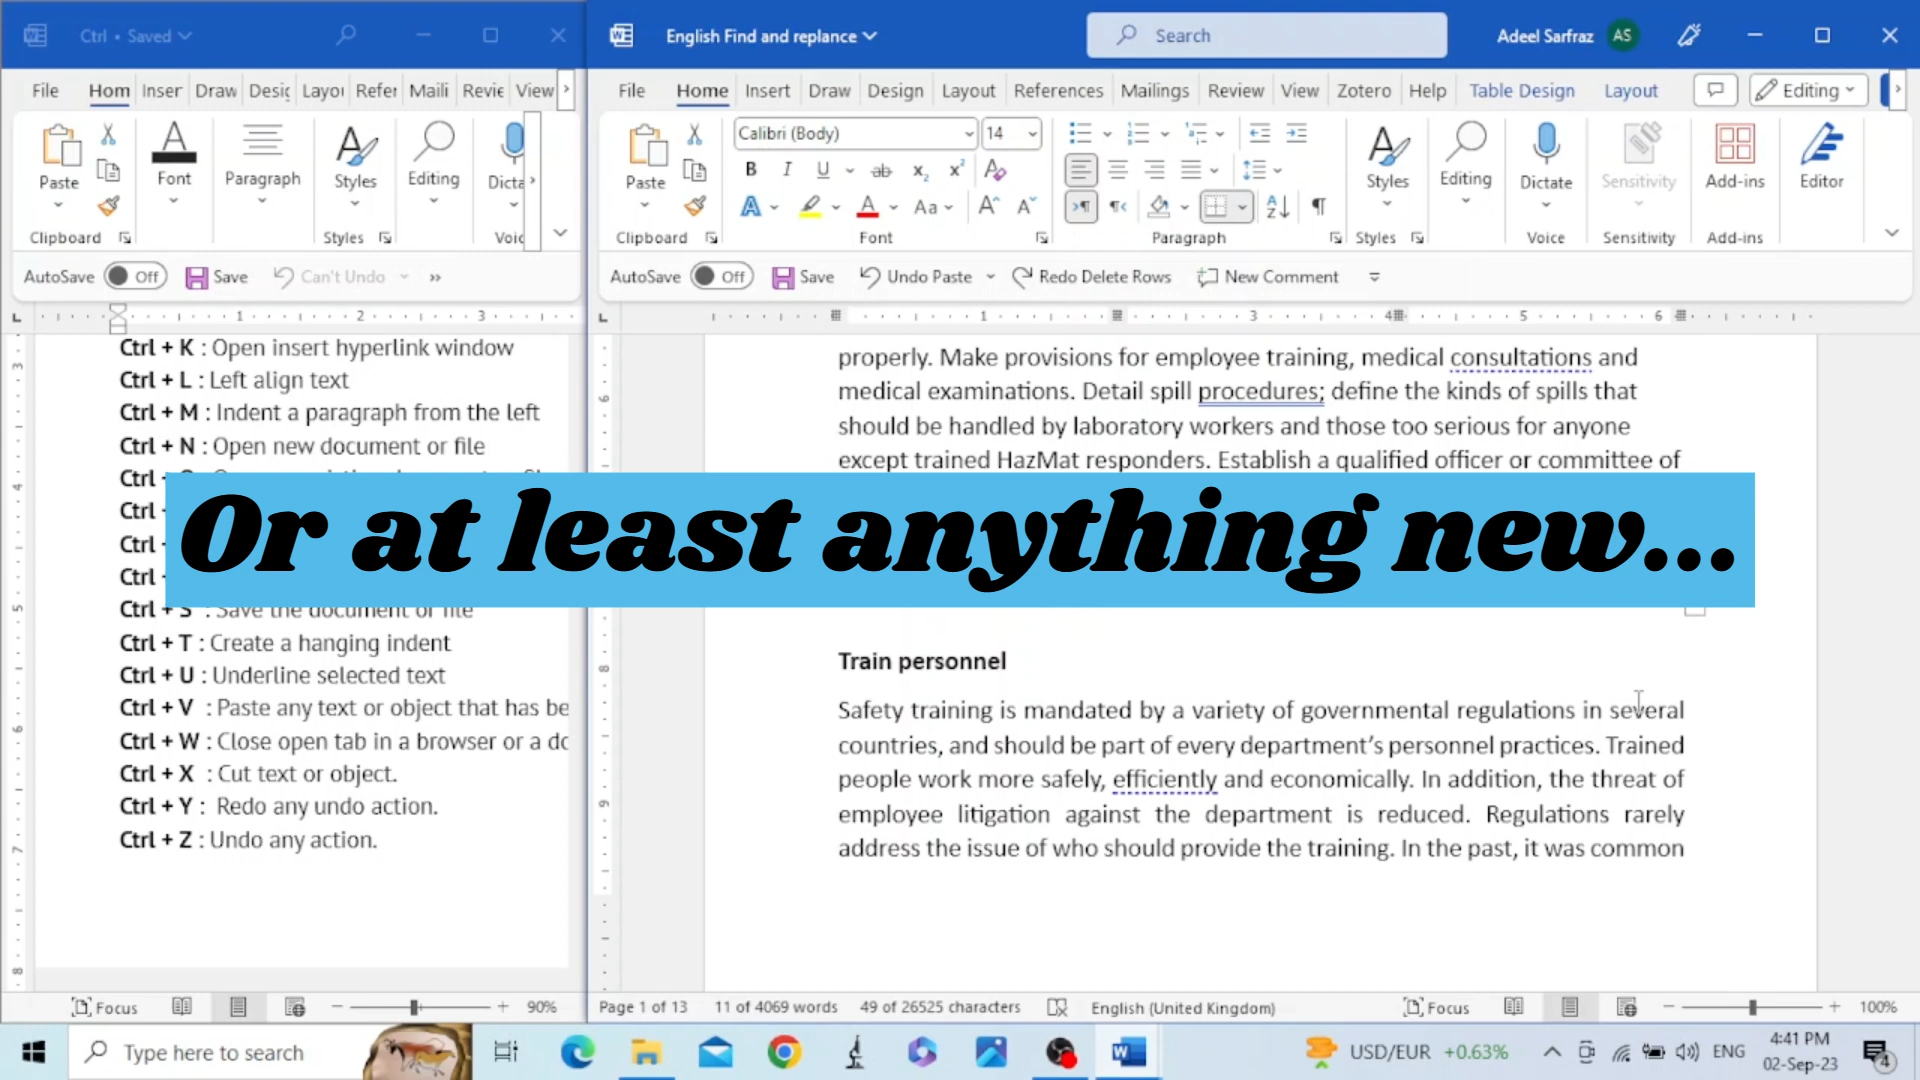 Ctrl • Saved
English Find and replance
Search
Adeel Sarfraz AS
File Hom Inser Draw Desig Layou Refer Maili Revie View
File Home Insert Draw Design Layout References Mailings Review View Zotero Help Table Design Layout Editing
Paste Font Paragraph Styles Editing Dicta
Clipboard Styles Voic
Calibri (Body) 14
Paste Styles Editing Dictate Sensitivity Add-ins Editor
Clipboard Font Paragraph Styles Voice Sensitivity Add-ins
AutoSave Off Save Can't Undo
AutoSave Off Save Undo Paste Redo Delete Rows New Comment
Ctrl + K : Open insert hyperlink window
Ctrl + L : Left align text
Ctrl + M : Indent a paragraph from the left
Ctrl + N : Open new document or file
Ctrl
Ctrl
Ctrl
Ctrl
Ctrl + S : Save the document or file
Ctrl + T : Create a hanging indent
Ctrl + U : Underline selected text
Ctrl + V : Paste any text or object that has be
Ctrl + W : Close open tab in a browser or a do
Ctrl + X : Cut text or object.
Ctrl + Y : Redo any undo action.
Ctrl + Z : Undo any action.
properly. Make provisions for employee training, medical consultations and
medical examinations. Detail spill procedures; define the kinds of spills that
should be handled by laboratory workers and those too serious for anyone
except trained HazMat responders. Establish a qualified officer or committee of
Or at least anything new...
Train personnel
Safety training is mandated by a variety of governmental regulations in several
countries, and should be part of every department's personnel practices. Trained
people work more safely, efficiently and economically. In addition, the threat of
employee litigation against the department is reduced. Regulations rarely
address the issue of who should provide the training. In the past, it was common
Focus 90%
Page 1 of 13 11 of 4069 words 49 of 26525 characters English (United Kingdom) Focus 100%
Type here to search
USD/EUR +0.63% ENG
4:41 PM
02-Sep-23
4